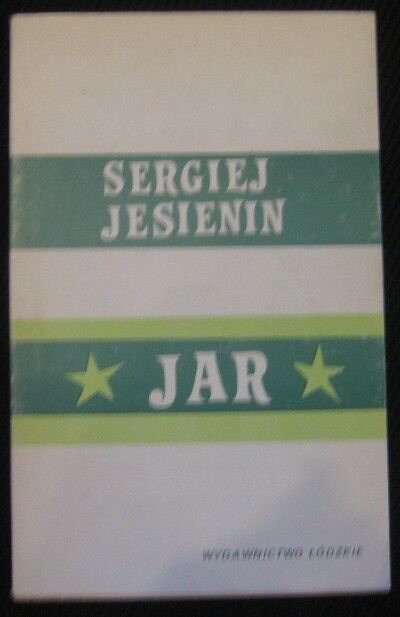 SERGIEJ
JESIENIN
JAR
WYDAWNICTWO ŁÓDZKIE